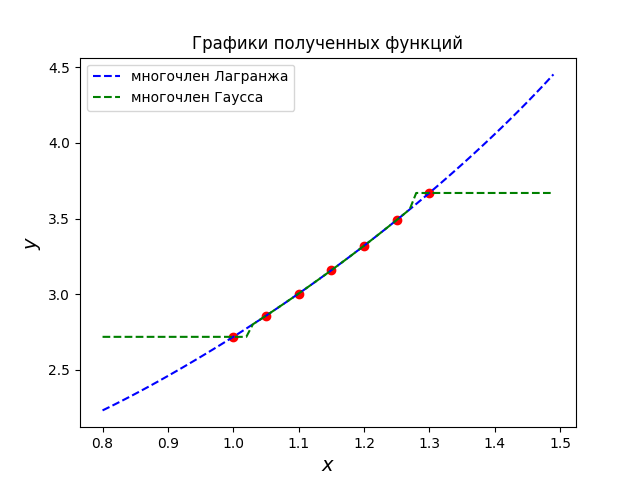 Графики полученных функций
многочлен Лагранжа
многочлен Гаусса
y
4.5
4.0
3.5
3.0
2.5
0.8 0.9 1.0 1.1 1.2 1.3 1.4 1.5
x